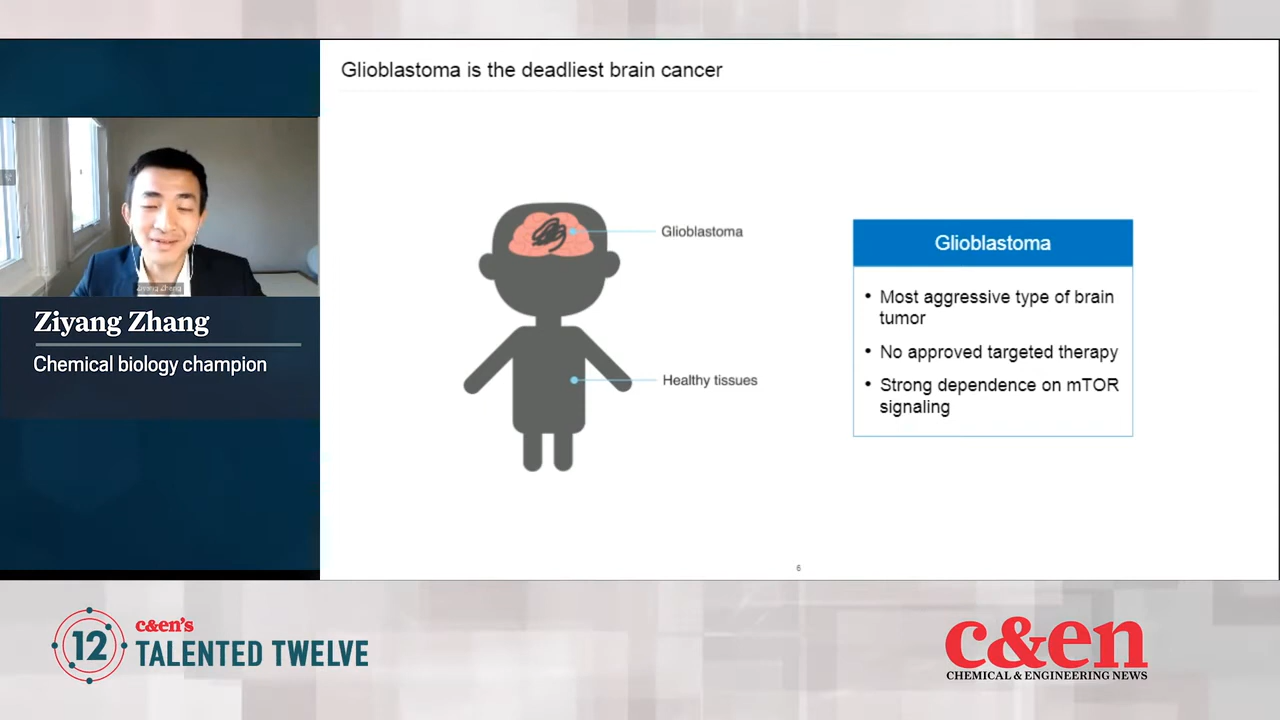 Glioblastoma is the deadliest brain cancer
Ziyang Zhang
Ziyang Zhang
Chemical biology champion
Glioblastoma
Healthy tissues
Glioblastoma
• Most aggressive type of brain
tumor
• No approved targeted therapy
• Strong dependence on mTOR
signaling
6
12
c&en's
TALENTED TWELVE
c&en
CHEMICAL & ENGINEERING NEWS